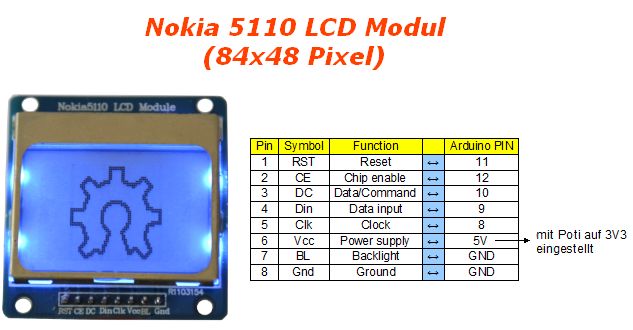 Nokia 5110 LCD Modul
(84x48 Pixel)
Nokia5110 LCD Module
R1103154
RST CE DC Din Clk Vcc BL Gnd
Pin Symbol Function Arduino PIN
1 RST Reset ↔ 11
2 CE Chip enable ↔ 12
3 DC Data/Command ↔ 10
4 Din Data input ↔ 9
5 Clk Clock ↔ 8
6 Vcc Power supply ↔ 5V
7 BL Backlight ↔ GND
8 Gnd Ground ↔ GND
mit Poti auf 3V3
eingestellt